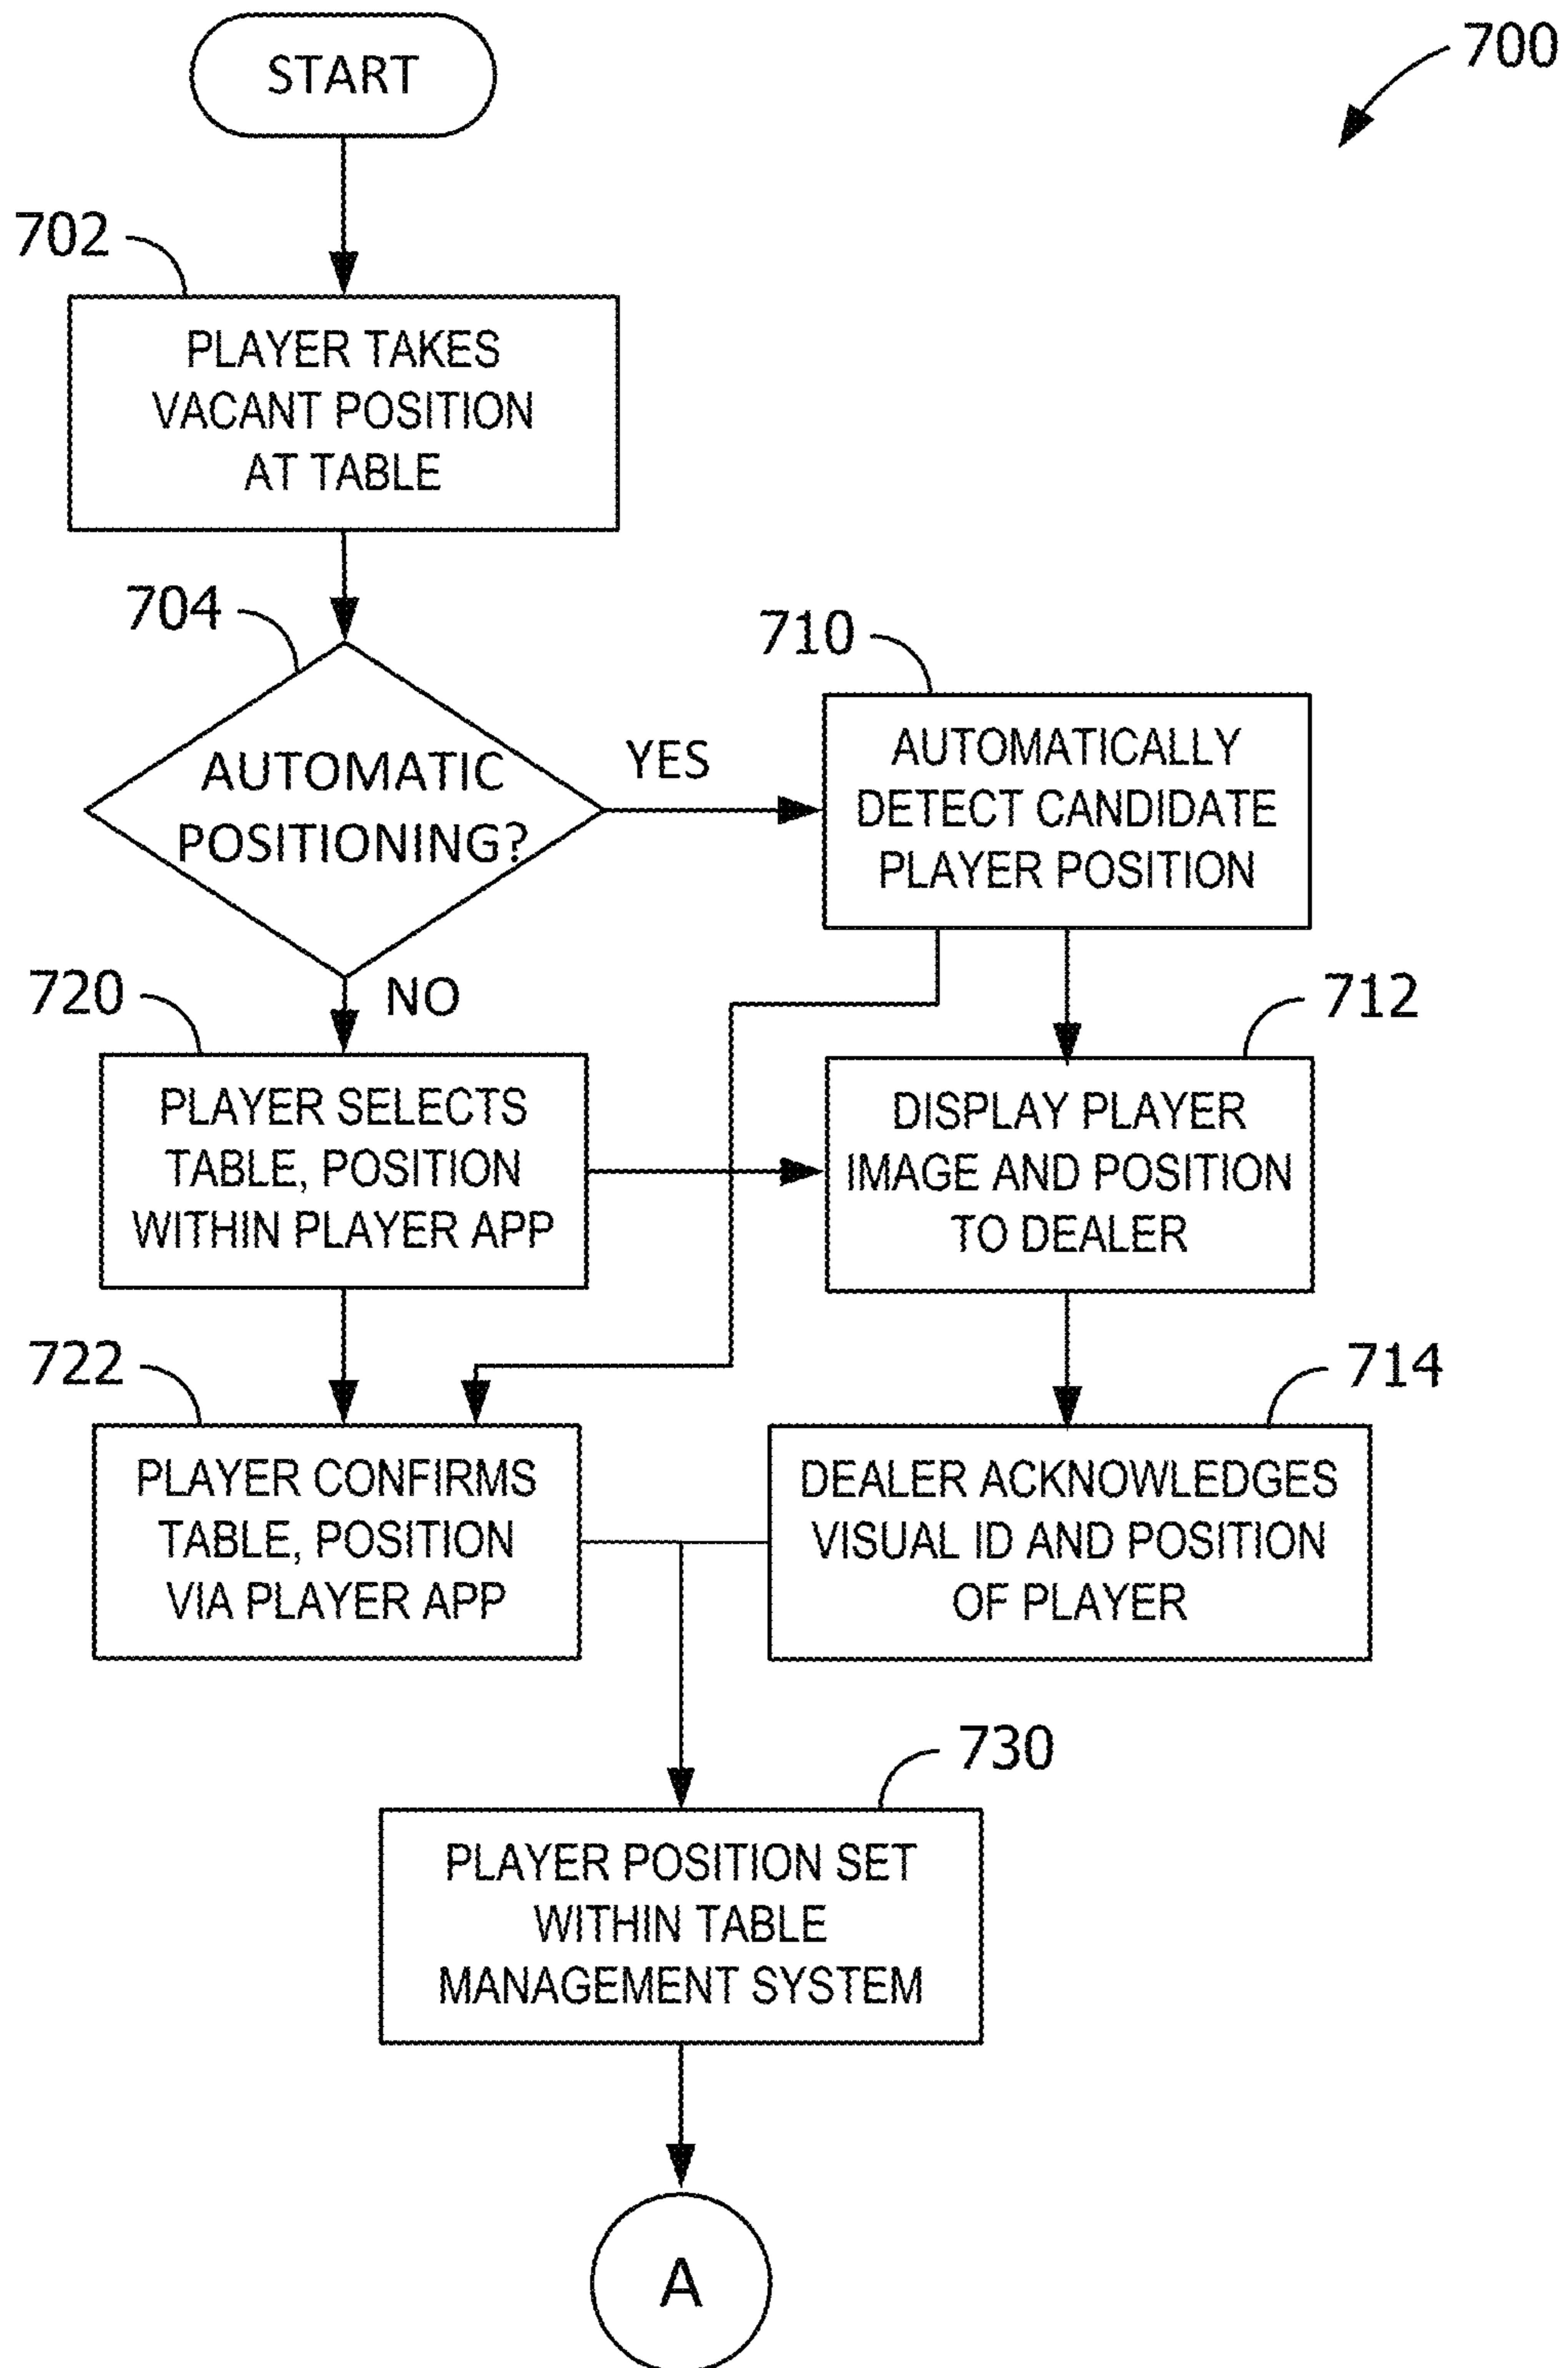 START
700
702
PLAYER TAKES
VACANT POSITION
AT TABLE
704
AUTOMATIC
POSITIONING?
YES
NO
710
AUTOMATICALLY
DETECT CANDIDATE
PLAYER POSITION
720
PLAYER SELECTS
TABLE, POSITION
WITHIN PLAYER APP
712
DISPLAY PLAYER
IMAGE AND POSITION
TO DEALER
722
PLAYER CONFIRMS
TABLE, POSITION
VIA PLAYER APP
714
DEALER ACKNOWLEDGES
VISUAL ID AND POSITION
OF PLAYER
730
PLAYER POSITION SET
WITHIN TABLE
MANAGEMENT SYSTEM
A